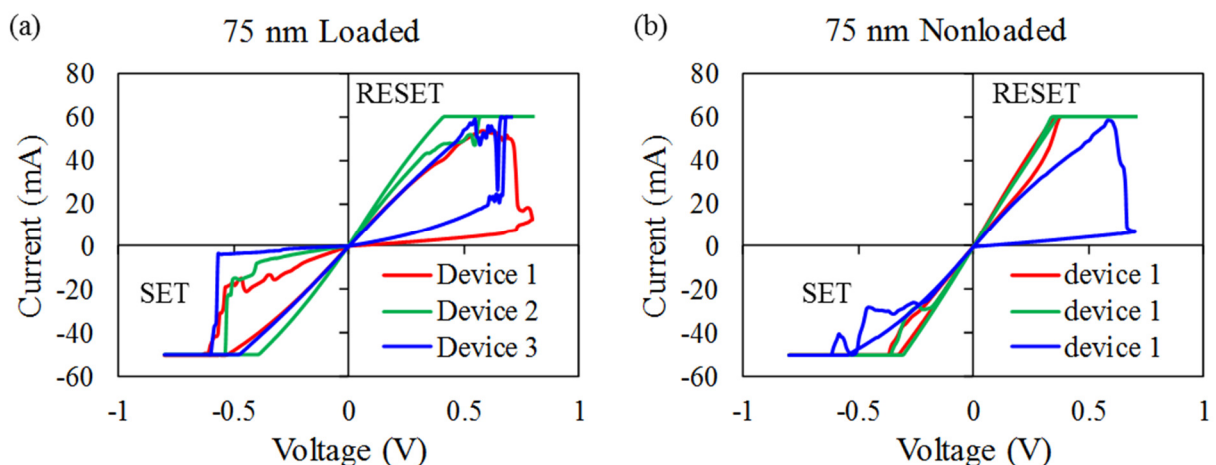 (a)
75 nm Loaded
80
60
40
20
0
-20
-40
-60
Current (mA)
RESET
SET
Device 1
Device 2
Device 3
-1
-0.5
0
0.5
1
Voltage (V)
(b)
75 nm Nonloaded
80
60
40
20
0
-20
-40
-60
Current (mA)
RESET
SET
device 1
device 1
device 1
-1
-0.5
0
0.5
1
Voltage (V)